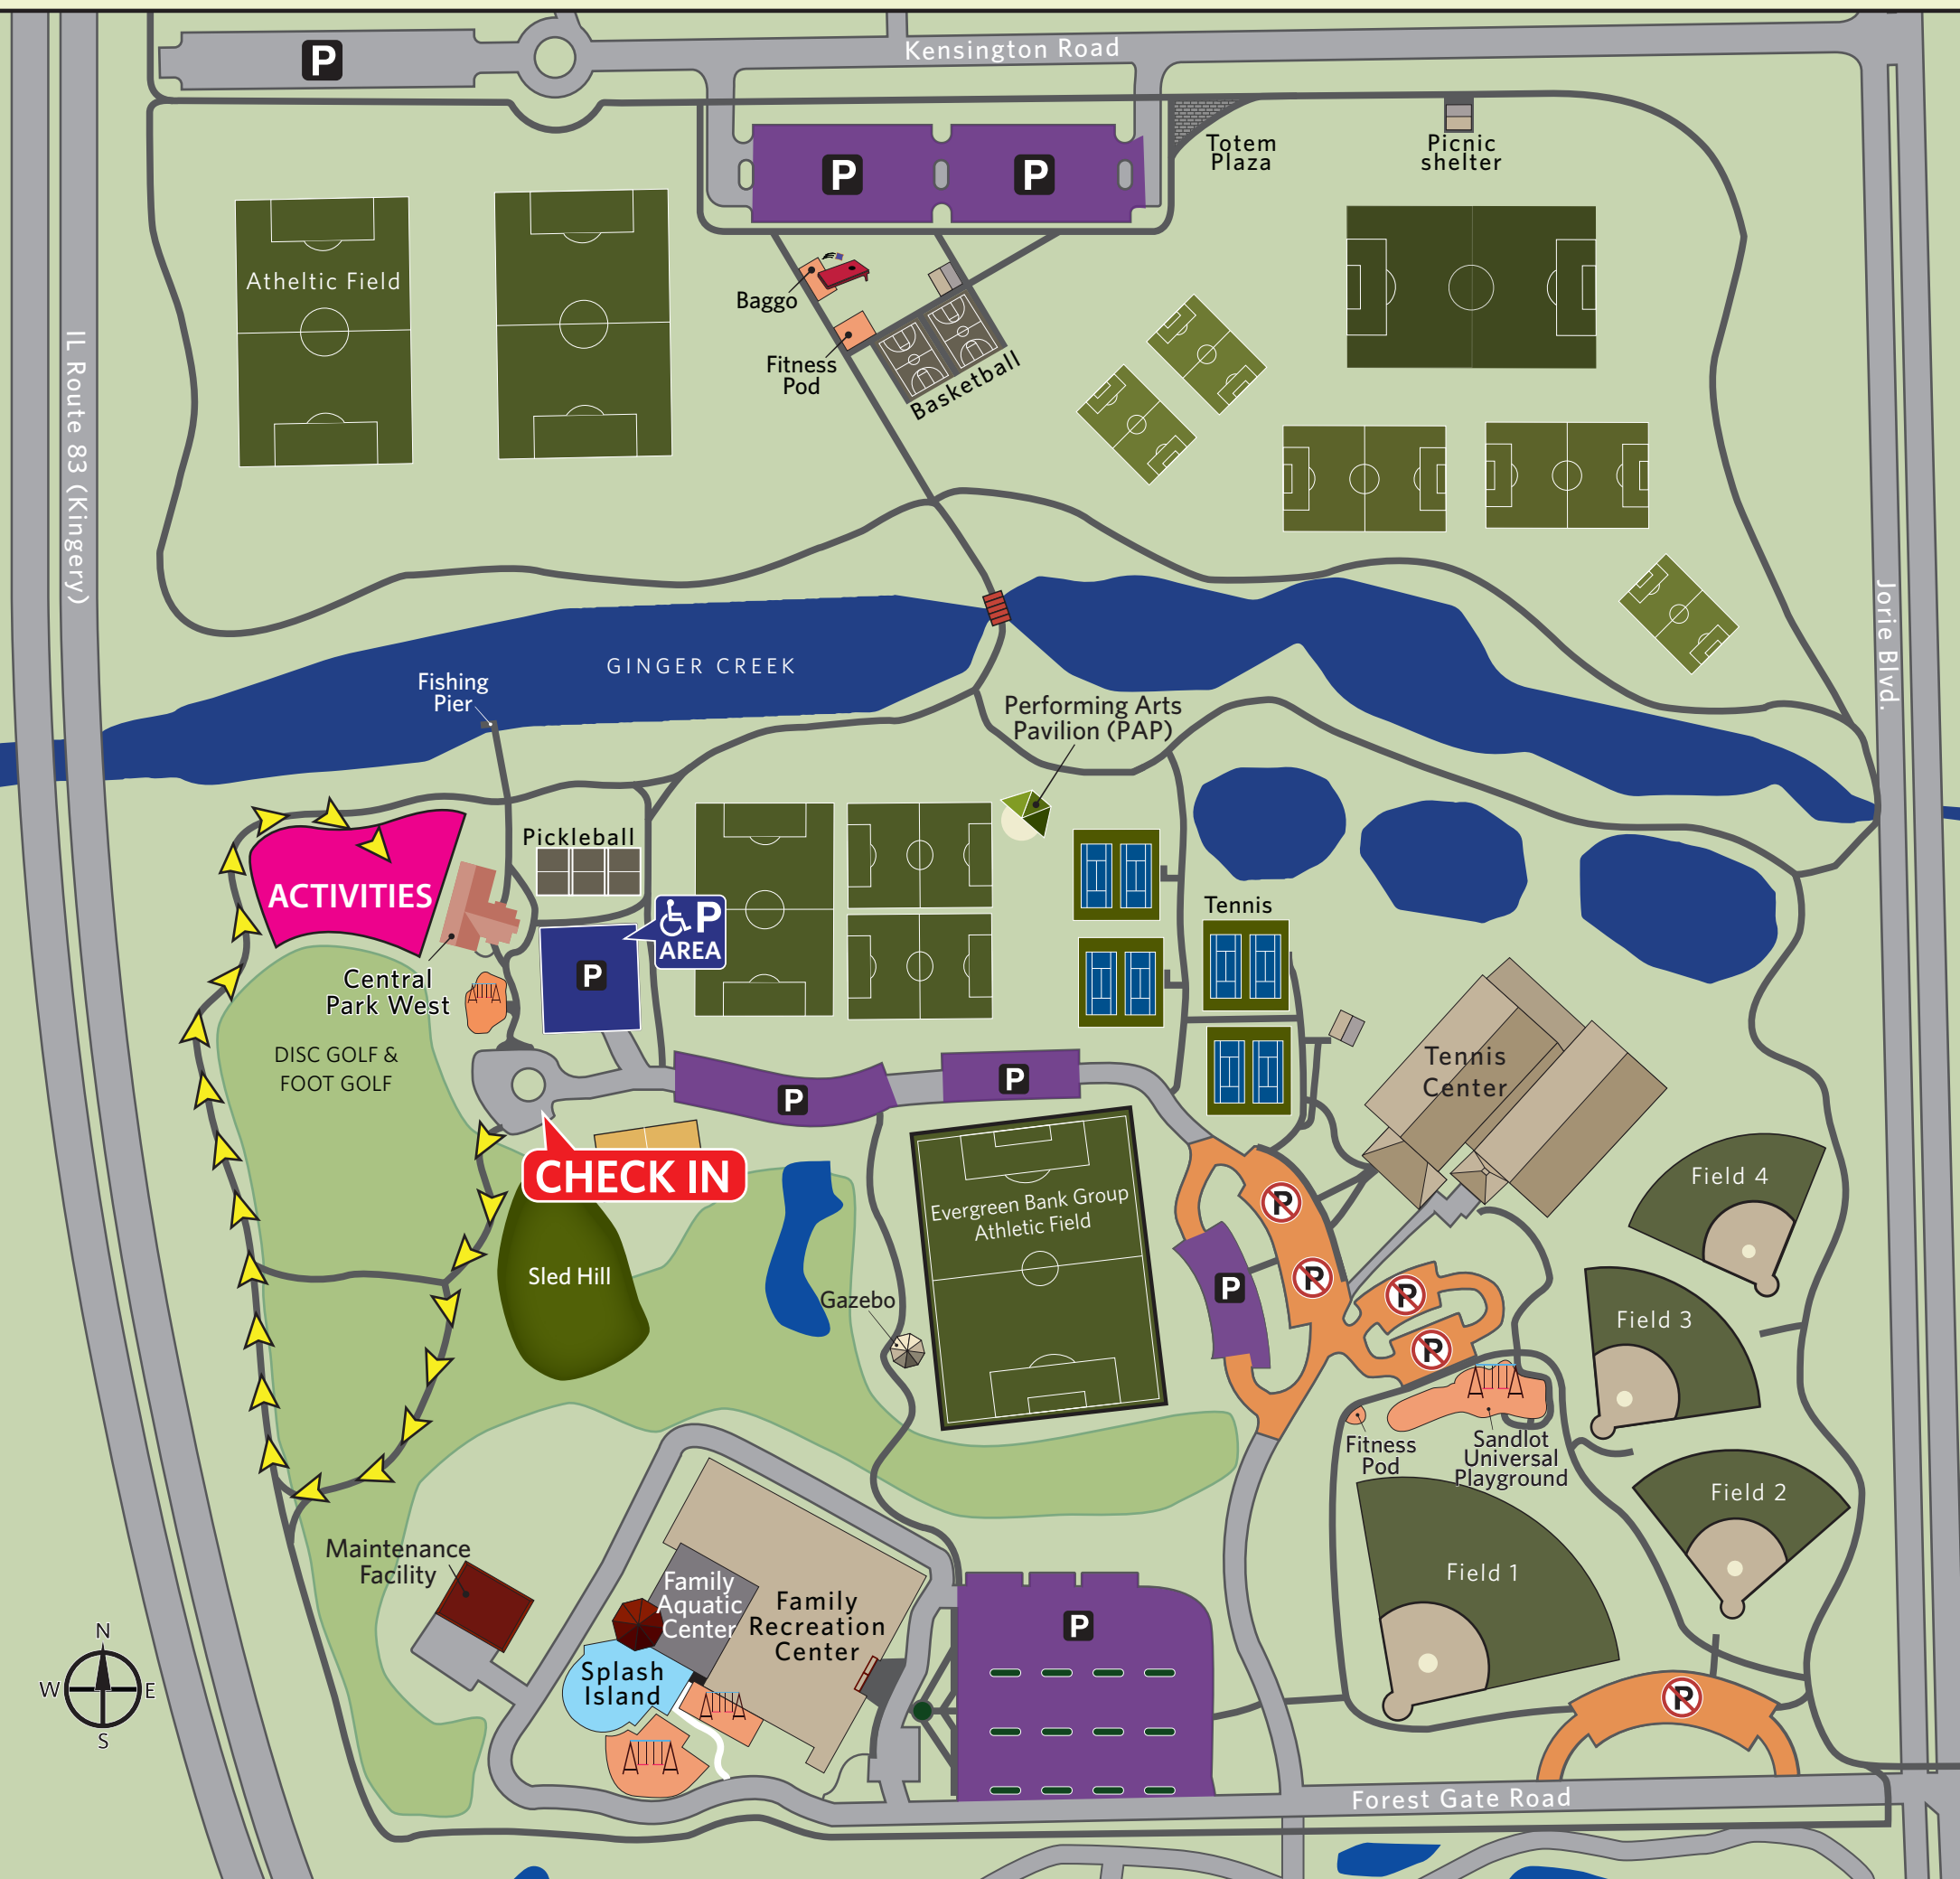 Kensington Road
P
P
P
Totem
Plaza
Picnic
shelter
Atheltic Field
Baggo
Fitness
Pod
Basketball
IL Route 83 (Kingery)
Jorie Blvd.
GINGER CREEK
Fishing
Pier
Performing Arts
Pavilion (PAP)
Pickleball
ACTIVITIES
P
AREA
Tennis
Central
Park West
P
DISC GOLF &
FOOT GOLF
Tennis
Center
P
P
CHECK IN
Evergreen Bank Group
Athletic Field
Field 4
P
P
P
P
P
Sled Hill
Gazebo
Field 3
Fitness
Pod
Sandlot
Universal
Playground
Field 2
Maintenance
Facility
Field 1
Family
Aquatic
Center
Family
Recreation
Center
P
Splash
Island
P
N
W
E
S
Forest Gate Road